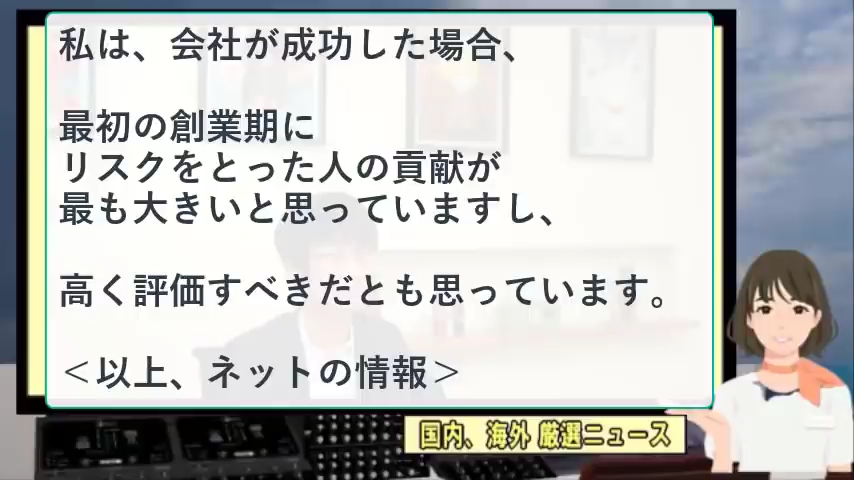 私は、会社が成功した場合、
最初の創業期に
リスクをとった人の貢献が
最も大きいと思っていますし、
高く評価すべきだとも思っています。
＜以上、ネットの情報＞
国内、海外 厳選ニュース